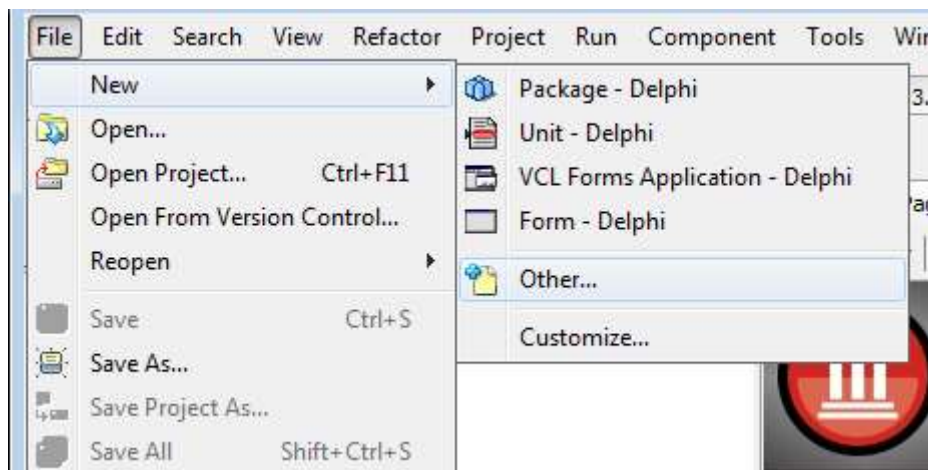 File Edit Search View Refactor Project Run Component Tools
New
Open...
Open Project... Ctrl+F11
Open From Version Control...
Reopen
Save Ctrl+S
Save As...
Save Project As...
Save All Shift+Ctrl+S
Package - Delphi
Unit - Delphi
VCL Forms Application - Delphi
Form - Delphi
Other...
Customize...
3.